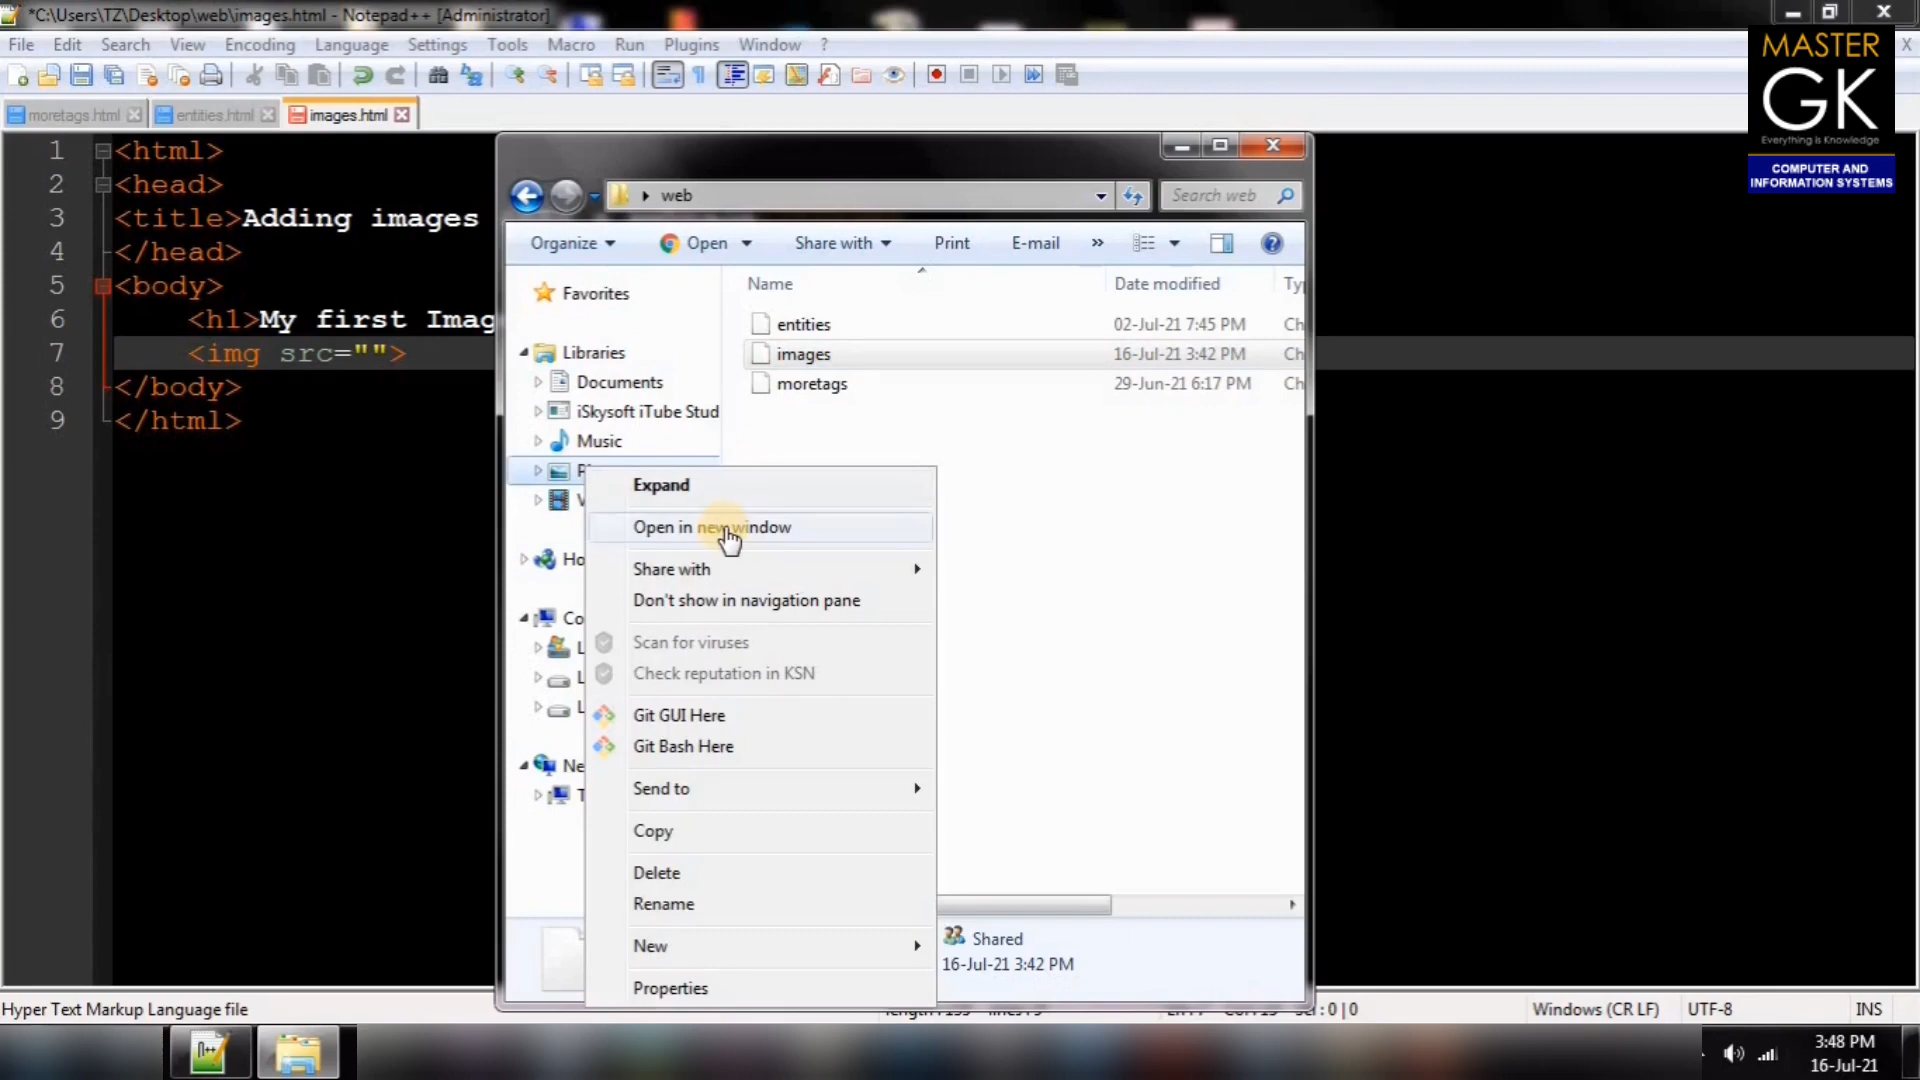 *C:\Users\TZ\Desktop\web\images.html - Notepad++ [Administrator]
File Edit Search View Encoding Language Settings Tools Macro Run Plugins Window ?
moretags.html entities.html images.html
MASTER
GK
Everything is Knowledge
COMPUTER AND
INFORMATION SYSTEMS
1 <html>
2 <head>
3 <title>Adding images
4 </head>
5 <body>
6 <h1>My first Imag
7 <img src="">
8 </body>
9 </html>
web
Search web
Organize Open Share with Print E-mail »
Name Date modified Ty
Favorites
Libraries
Documents
iSkysoft iTube Stud
Music
entities 02-Jul-21 7:45 PM Ch
images 16-Jul-21 3:42 PM Ch
moretags 29-Jun-21 6:17 PM Ch
Ho
Co
Ne
Expand
Open in new window
Share with
Don't show in navigation pane
Scan for viruses
Check reputation in KSN
Git GUI Here
Git Bash Here
Send to
Copy
Delete
Rename
New
Properties
Shared
16-Jul-21 3:42 PM
Hyper Text Markup Language file
Windows (CR LF) UTF-8 INS
3:48 PM
16-Jul-21